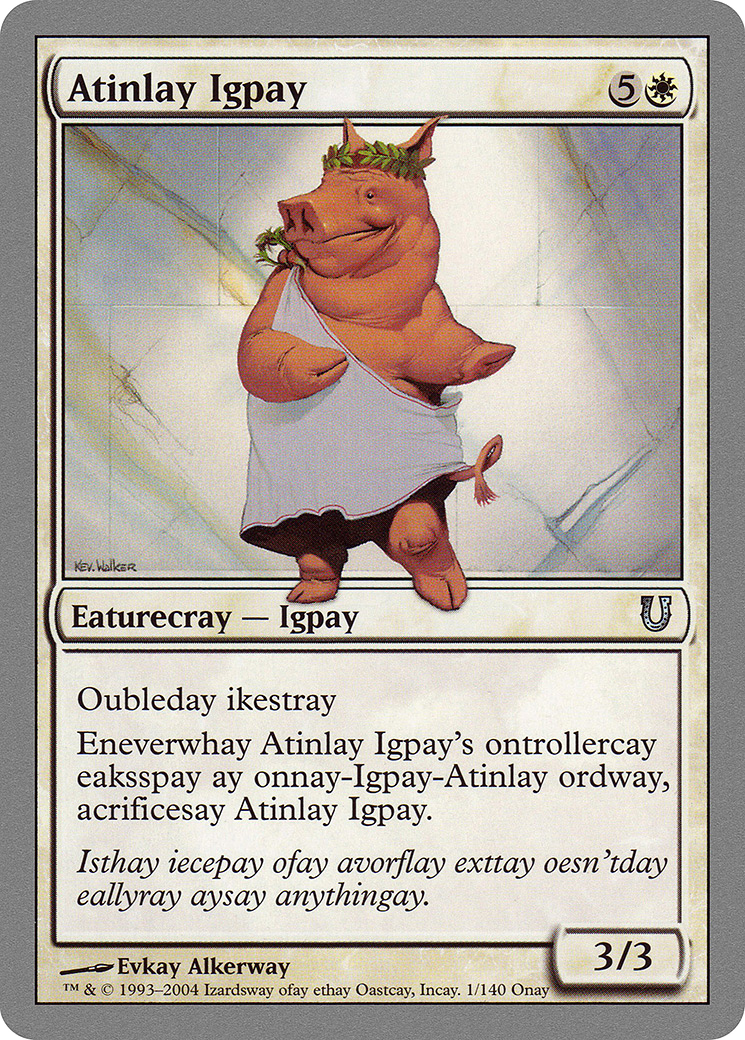 Atinlay Igpay 5
Kev. Walker
Eaturecray — Igpay
Oubleday ikestray
Eneverwhay Atinlay Igpay's ontrollercay
eaksspay ay onnay-Igpay-Atinlay ordway,
acrificesay Atinlay Igpay.
Isthay iecepay ofay avorflay exttay oesn'tday
eallyray aysay anythingay.
3/3
Evkay Alkerway
™ & © 1993–2004 Izardsway ofay ethay Oastcay, Incay. 1/140 Onay